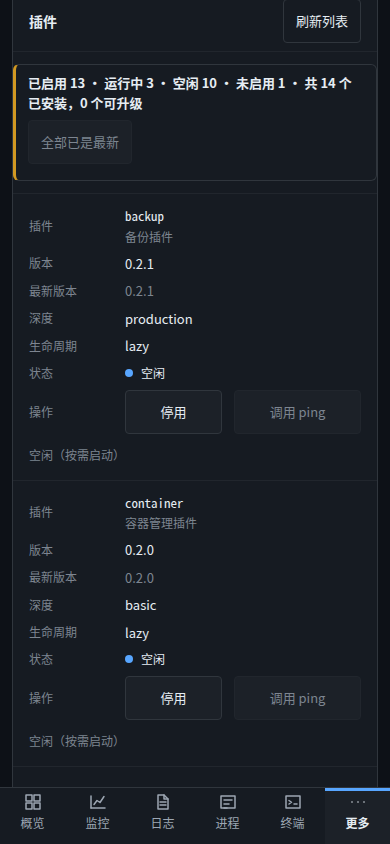 插件
刷新列表
已启用 13 · 运行中 3 · 空闲 10 · 未启用 1 · 共 14 个
已安装，0 个可升级
全部已是最新
插件
backup
备份插件
版本
0.2.1
最新版本
0.2.1
深度
production
生命周期
lazy
状态
空闲
操作
停用
调用 ping
空闲（按需启动）
插件
container
容器管理插件
版本
0.2.0
最新版本
0.2.0
深度
basic
生命周期
lazy
状态
空闲
操作
停用
调用 ping
空闲（按需启动）
概览
监控
日志
进程
终端
更多